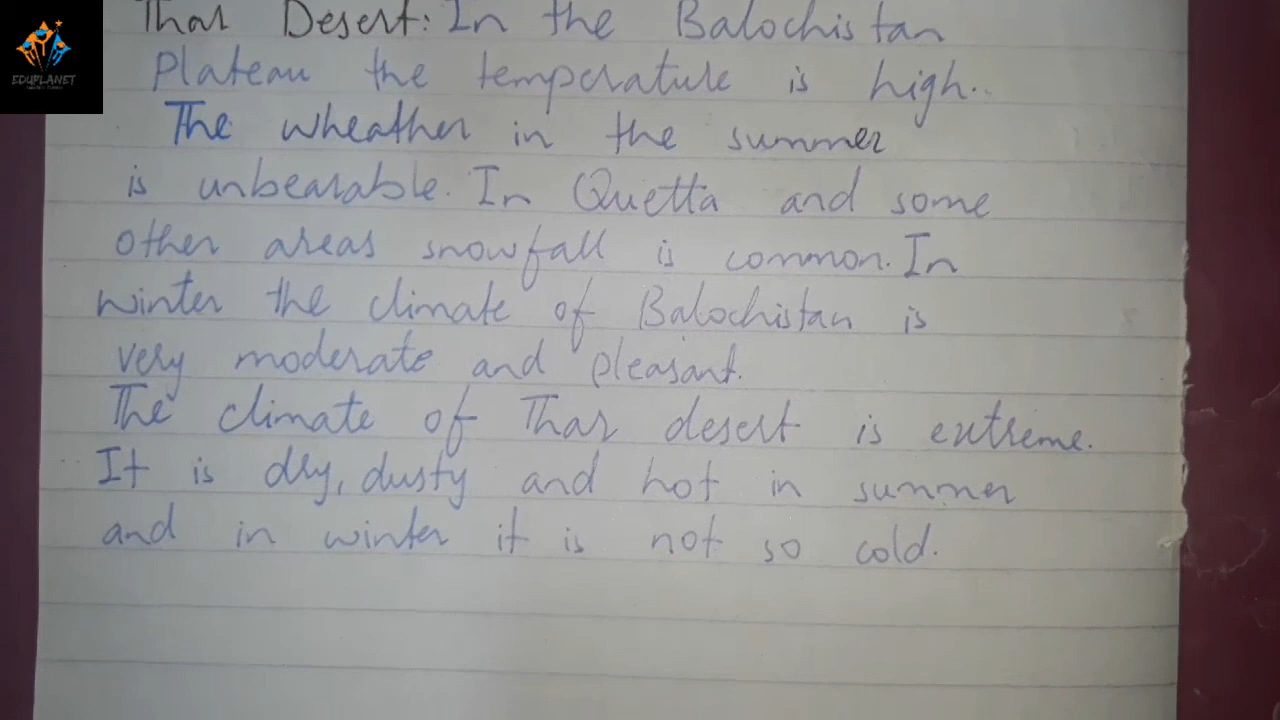 EDUPLANET
Thar Desert: In the Balochistan
Plateau the temperature is high..
The wheather in the summer
is unbearable. In Quetta and some
other areas snowfall is common. In
winter the climate of Balochistan is
very moderate and pleasant.
The climate of Thar desert is extreme.
It is dry, dusty and hot in summer
and in winter it is not so cold.